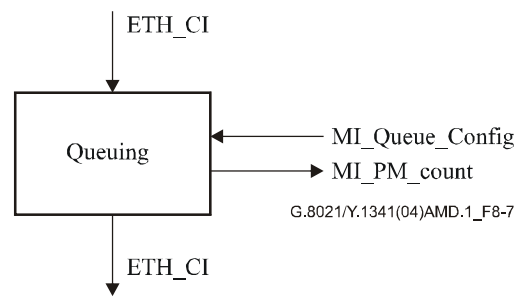 ETH_CI
Queuing
MI_Queue_Config
MI_PM_count
G.8021/Y.1341(04)AMD.1_F8-7
ETH_CI